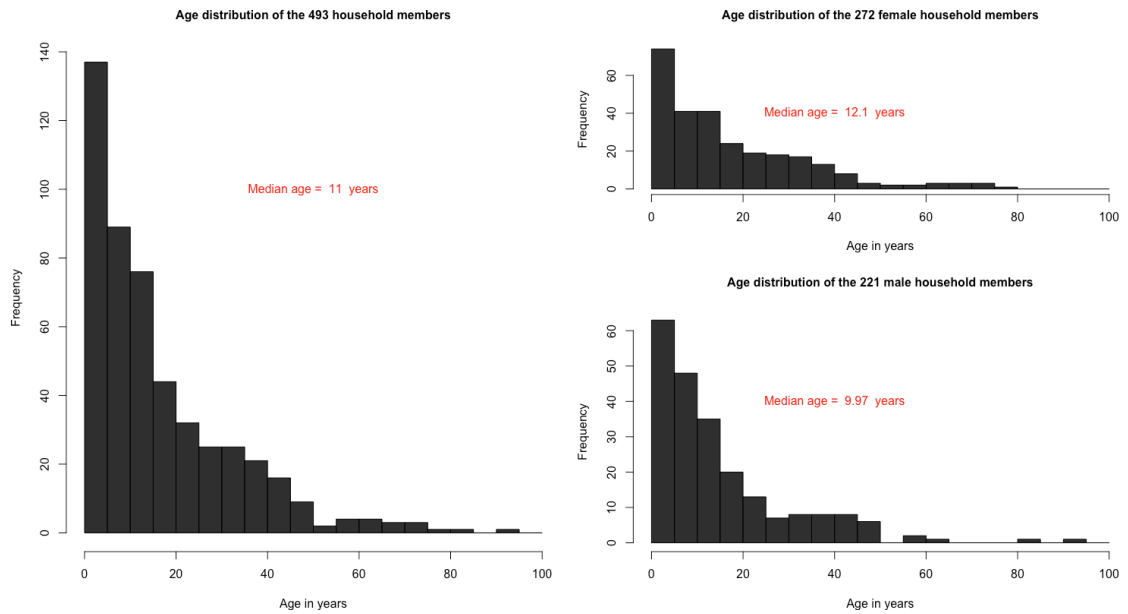 Age distribution of the 493 household members
Frequency
0
20
40
60
80
100
120
140
Median age =  11  years
0 20 40 60 80 100
Age in years
Age distribution of the 272 female household members
Frequency
0
20
40
60
Median age =  12.1  years
0 20 40 60 80 100
Age in years
Age distribution of the 221 male household members
Frequency
0
10
20
30
40
50
60
Median age =  9.97  years
0 20 40 60 80 100
Age in years